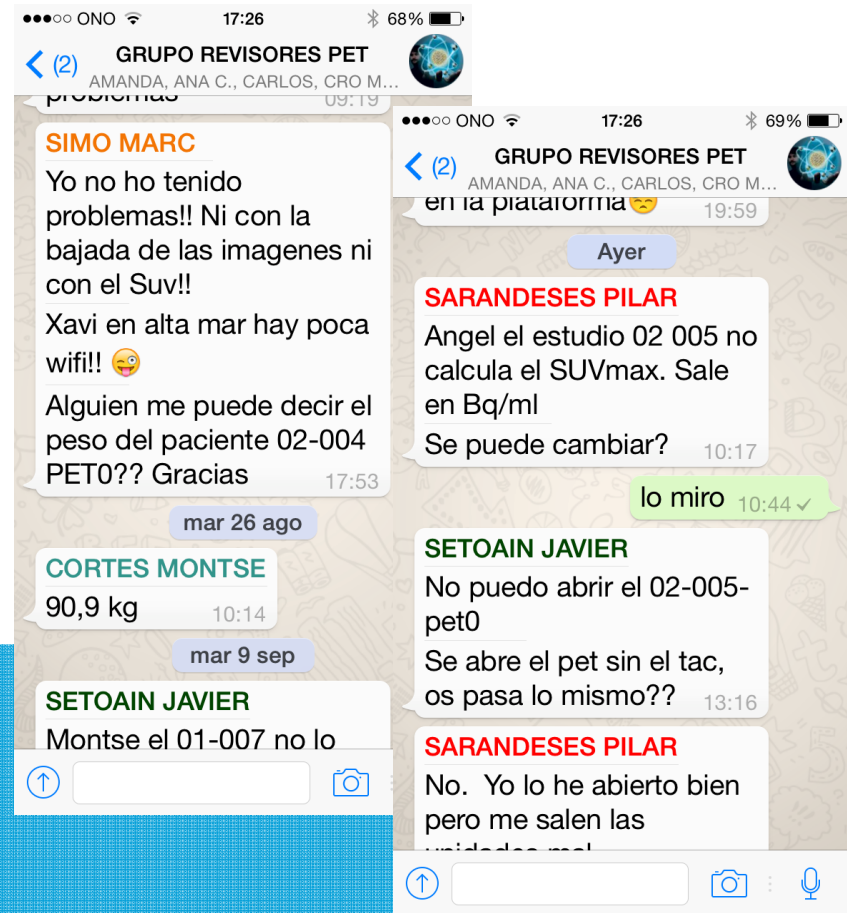 ONO 17:26 68%
(2) GRUPO REVISORES PET
AMANDA, ANA C., CARLOS, CRO M...
problemas 09:19
SIMO MARC
Yo no ho tenido
problemas!! Ni con la
bajada de las imagenes ni
con el Suv!!
Xavi en alta mar hay poca
wifi!! 😜
Alguien me puede decir el
peso del paciente 02-004
PET0?? Gracias 17:53
mar 26 ago
CORTES MONTSE
90,9 kg 10:14
mar 9 sep
SETOAIN JAVIER
Montse el 01-007 no lo
ONO 17:26 69%
(2) GRUPO REVISORES PET
AMANDA, ANA C., CARLOS, CRO M...
en la plataforma 😞 19:59
Ayer
SARANDESES PILAR
Angel el estudio 02 005 no
calcula el SUVmax. Sale
en Bq/ml
Se puede cambiar? 10:17
lo miro 10:44 ✓
SETOAIN JAVIER
No puedo abrir el 02-005-
pet0
Se abre el pet sin el tac,
os pasa lo mismo?? 13:16
SARANDESES PILAR
No. Yo lo he abierto bien
pero me salen las
unidades mal